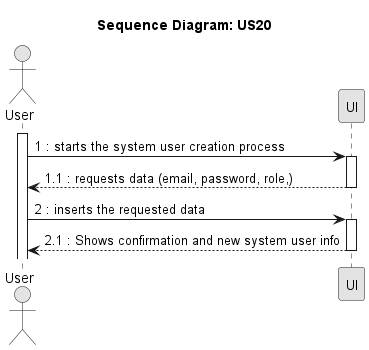 Sequence Diagram: US20
User
UI
1 : starts the system user creation process
1.1 : requests data (email, password, role,)
2 : inserts the requested data
2.1 : Shows confirmation and new system user info
User
UI